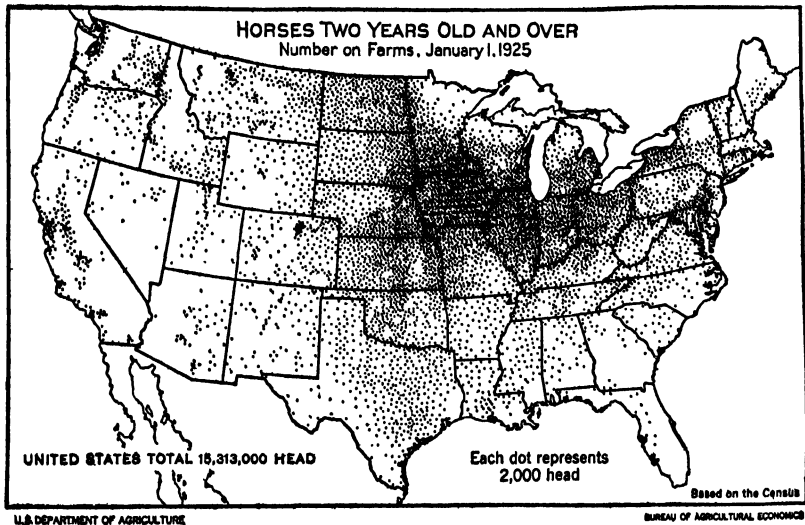 HORSES TWO YEARS OLD AND OVER
Number on Farms, January 1, 1925
UNITED STATES TOTAL 15,313,000 HEAD
Each dot represents
2,000 head
Based on the Census
U.S. DEPARTMENT OF AGRICULTURE
BUREAU OF AGRICULTURAL ECONOMICS